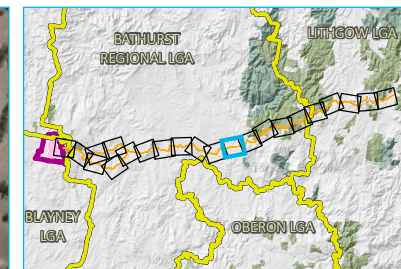 BATHURST
REGIONAL LGA
LITHGOW LGA
BLAYNEY
LGA
OBERON LGA